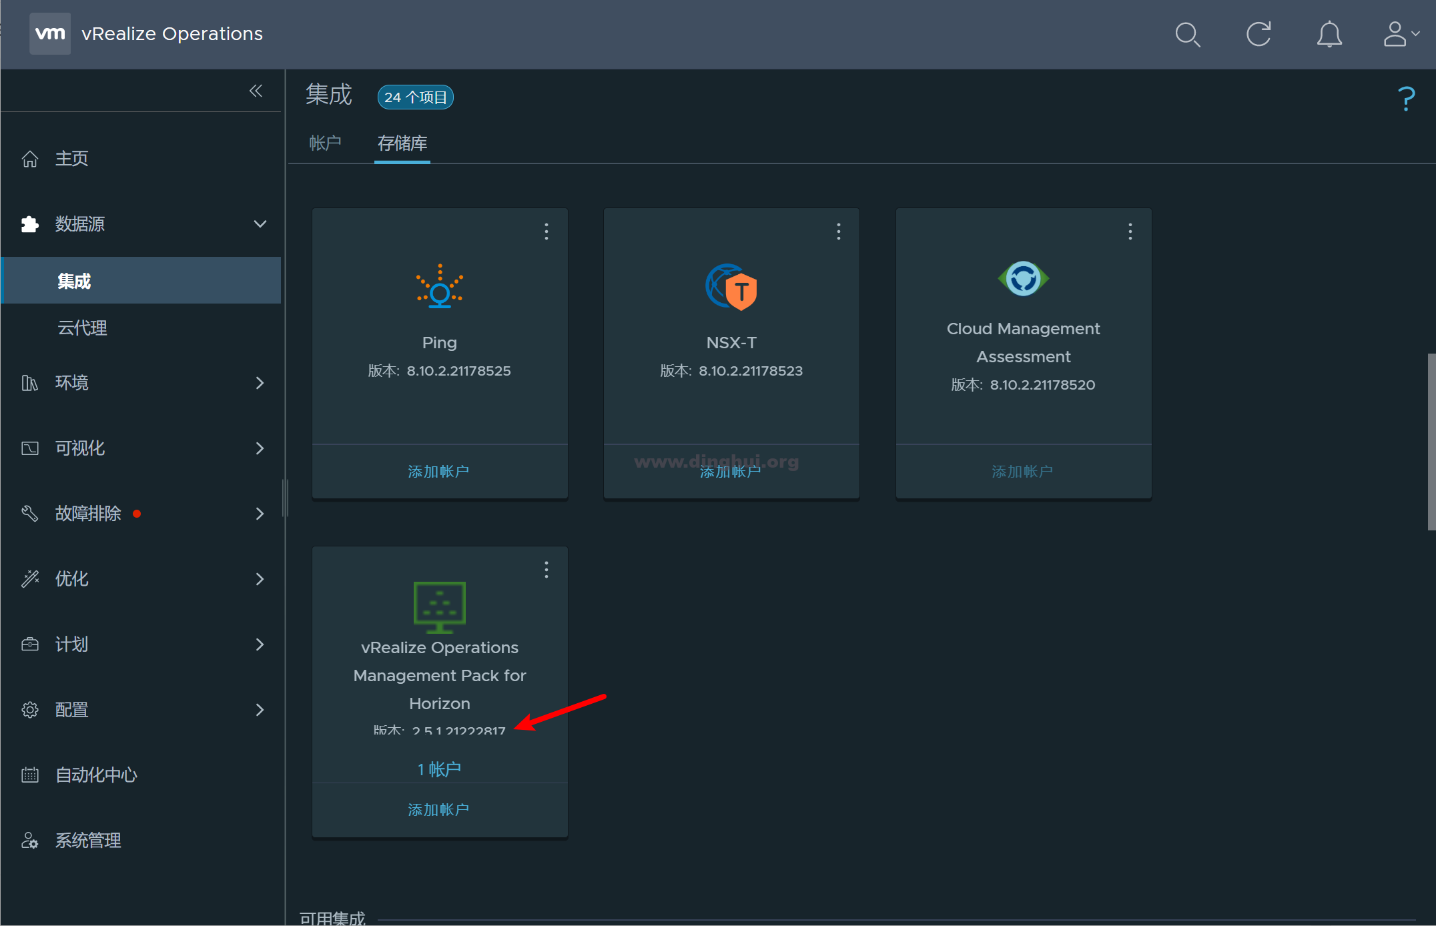 vm vRealize Operations
集成 24 个项目
帐户 存储库
主页
数据源
集成
云代理
环境
可视化
故障排除
优化
计划
配置
自动化中心
系统管理
Ping
版本: 8.10.2.21178525
添加帐户
NSX-T
版本: 8.10.2.21178523
添加帐户
www.dinghui.org
Cloud Management
Assessment
版本: 8.10.2.21178520
添加帐户
vRealize Operations
Management Pack for
Horizon
版本: 2.5.1.21222817
1 帐户
添加帐户
可用集成